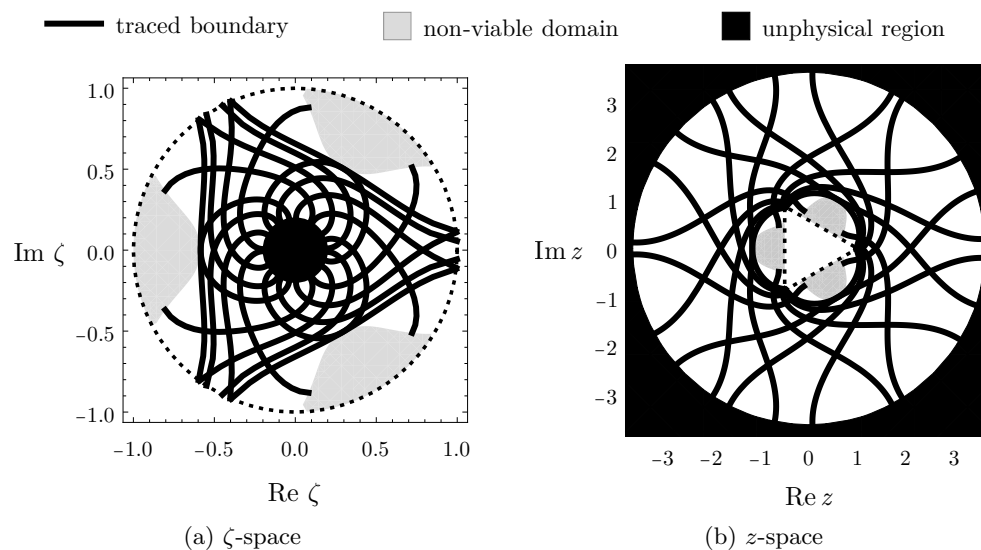 traced boundary non-viable domain unphysical region
1.0
0.5
Im ζ 0.0
−0.5
−1.0
−1.0 −0.5 0.0 0.5 1.0
Re ζ
(a) ζ-space
3
2
1
Im z 0
−1
−2
−3
−3 −2 −1 0 1 2 3
Re z
(b) z-space